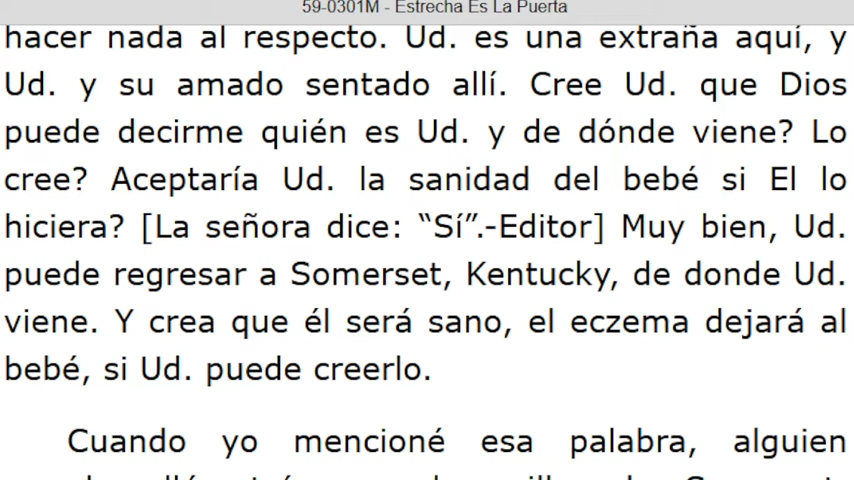 59-0301M - Estrecha Es La Puerta
hacer nada al respecto. Ud. es una extraña aquí, y
Ud. y su amado sentado allí. Cree Ud. que Dios
puede decirme quién es Ud. y de dónde viene? Lo
cree? Aceptaría Ud. la sanidad del bebé si El lo
hiciera? [La señora dice: “Sí”.-Editor] Muy bien, Ud.
puede regresar a Somerset, Kentucky, de donde Ud.
viene. Y crea que él será sano, el eczema dejará al
bebé, si Ud. puede creerlo.
Cuando yo mencioné esa palabra, alguien